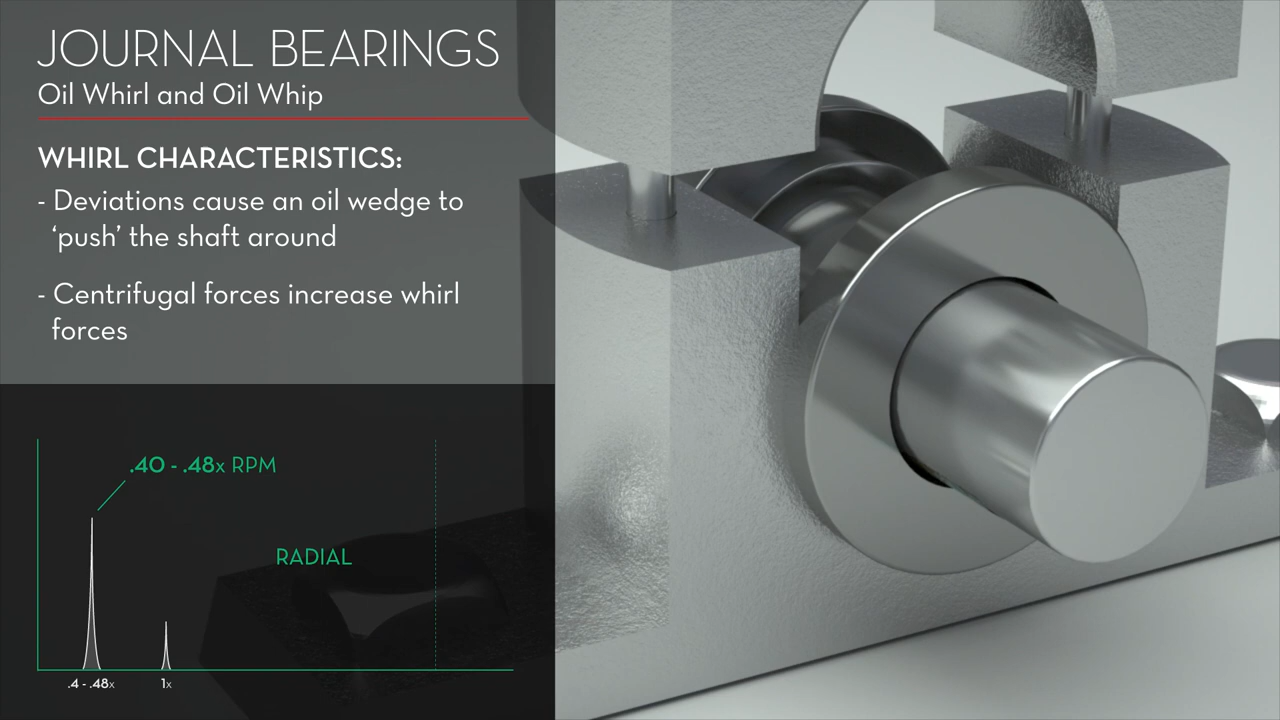 JOURNAL BEARINGS
Oil Whirl and Oil Whip
WHIRL CHARACTERISTICS:
- Deviations cause an oil wedge to
‘push’ the shaft around
- Centrifugal forces increase whirl
forces
.40 - .48x RPM
RADIAL
.4 - .48x
1x